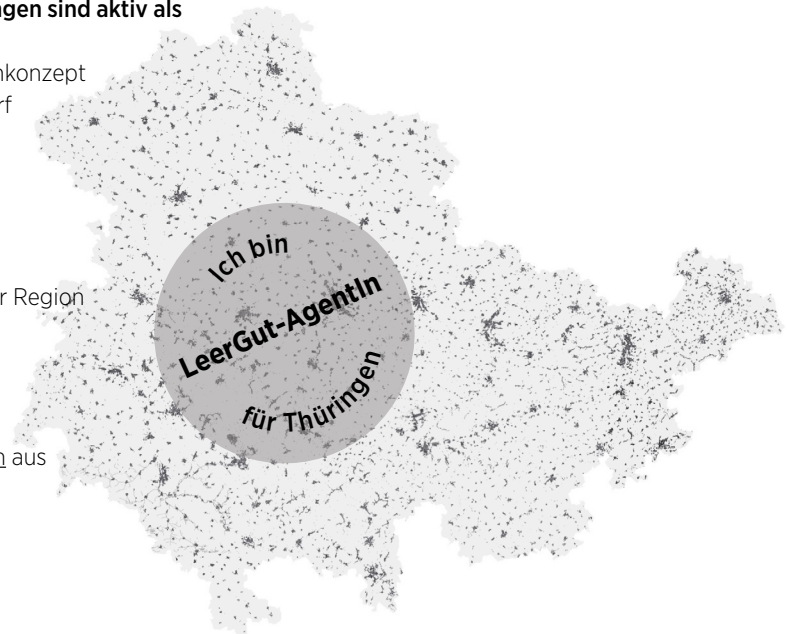 gen sind aktiv als
nkonzept
rf
r Region
aus
Ich bin
LeerGut-AgentIn
für Thüringen